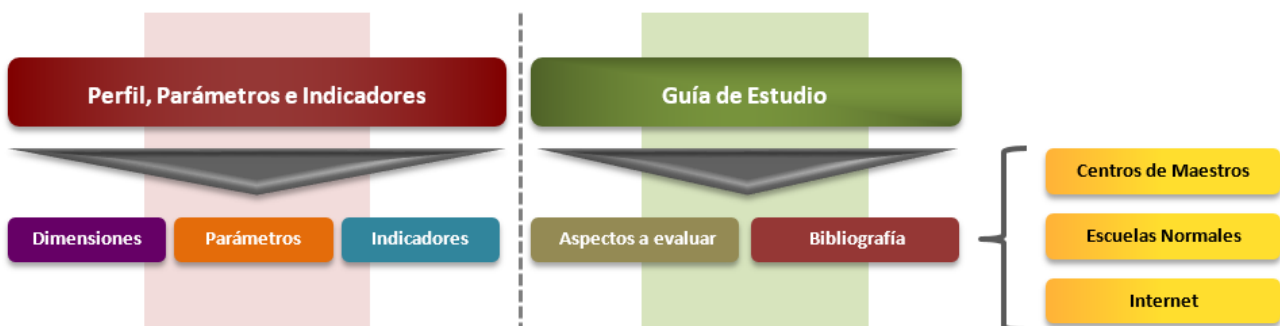 Perfil, Parámetros e Indicadores
Guía de Estudio
Dimensiones
Parámetros
Indicadores
Aspectos a evaluar
Bibliografía
Centros de Maestros
Escuelas Normales
Internet